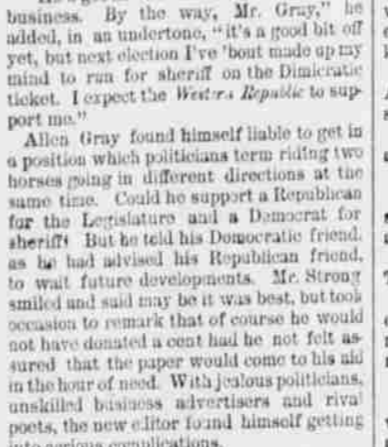 business. By the way, Mr. Gray," he
added, in an undertone, "it's a good bit off
yet, but next election I've 'bout made up my
mind to run for sheriff on the Dimicratic
ticket. I expect the Western Republic to sup-
port me."
Allen Gray found himself liable to get in
a position which politicians term riding two
horses going in different directions at the
same time. Could he support a Republican
for the Legislature and a Democrat for
sheriff? But he told his Democratic friend,
as he had advised his Republican friend,
to wait future developments. Mr. Strong
smiled and said may be it was best, but took
occasion to remark that of course he would
not have donated a cent had he not felt as-
sured that the paper would come to his aid
in the hour of need. With jealous politicians,
unskilled business advertisers and rival
poets, the new editor found himself getting
into serious complications.